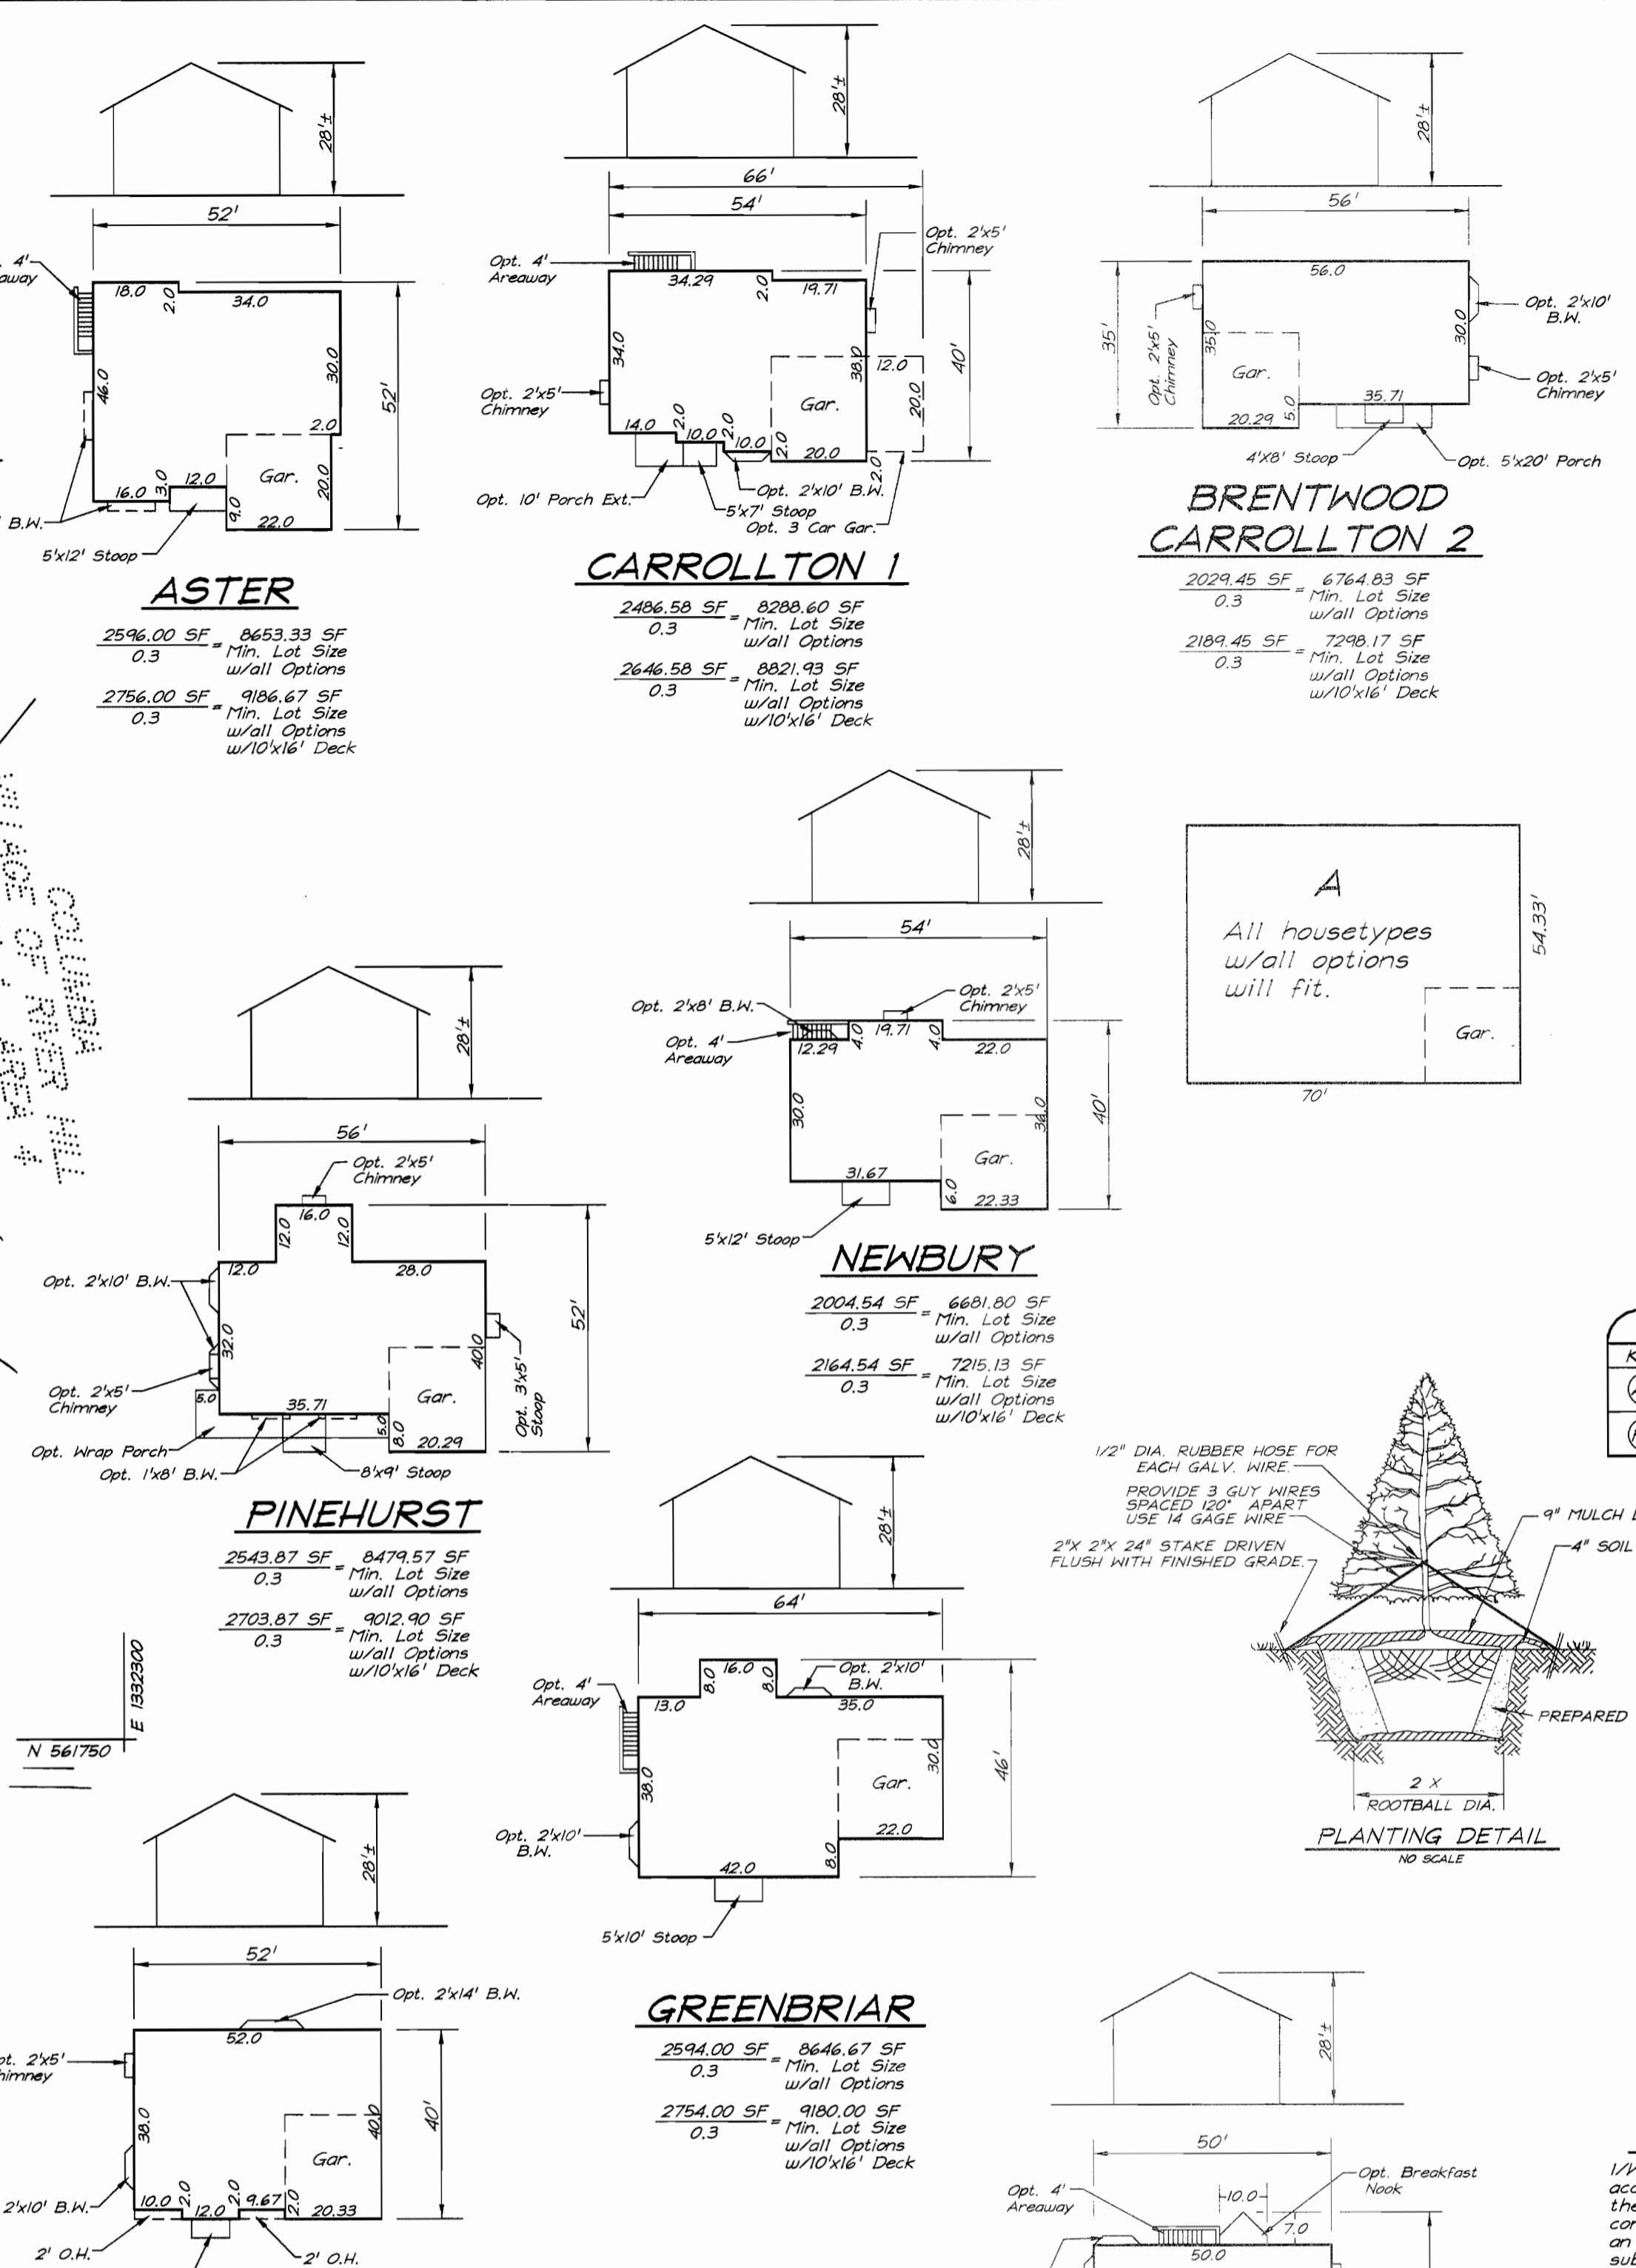 28'±
52'
4'
away
18.0
2.0
34.0
46.0
30.0
52'
2.0
Gar.
20.0
16.0
3.0
12.0
9.0
22.0
B.W.
5'x12' Stoop
ASTER
2596.00 SF = 8653.33 SF
0.3 Min. Lot Size
w/all Options
2756.00 SF = 9186.67 SF
0.3 Min. Lot Size
w/all Options
w/10'x16' Deck
28'±
66'
54'
Opt. 2'x5'
Chimney
Opt. 4'
Areaway
34.29
2.0
19.71
34.0
38.0
12.0
40'
20.0
Opt. 2'x5'
Chimney
Gar.
14.0
2.0
10.0
2.0
10.0
2.0
20.0
2.0
Opt. 10' Porch Ext.
Opt. 2'x10' B.W.
5'x7' Stoop
Opt. 3 Car Gar.
CARROLLTON 1
2486.58 SF = 8288.60 SF
0.3 Min. Lot Size
w/all Options
2646.58 SF = 8821.93 SF
0.3 Min. Lot Size
w/all Options
w/10'x16' Deck
28'±
56'
56.0
35'
Opt. 2'x5'
Chimney
35.0
Gar.
30.0
Opt. 2'x10'
B.W.
Opt. 2'x5'
Chimney
20.29
5.0
35.71
4'X8' Stoop
Opt. 5'x20' Porch
BRENTWOOD
CARROLLTON 2
2029.45 SF = 6764.83 SF
0.3 Min. Lot Size
w/all Options
2189.45 SF = 7298.17 SF
0.3 Min. Lot Size
w/all Options
w/10'x16' Deck
COLUMBIA
VILLAGE OF RIVER HILL
AREA 4
28'±
54'
Opt. 2'x8' B.W.
Opt. 2'x5'
Chimney
Opt. 4'
Areaway
12.29
4.0
19.71
4.0
22.0
30.0
36.0
40'
Gar.
31.67
6.0
22.33
5'x12' Stoop
NEWBURY
2004.54 SF = 6681.80 SF
0.3 Min. Lot Size
w/all Options
2164.54 SF = 7215.13 SF
0.3 Min. Lot Size
w/all Options
w/10'x16' Deck
A
All housetypes
w/all options
will fit.
Gar.
54.33'
70'
28'±
56'
Opt. 2'x5'
Chimney
16.0
12.0
12.0
Opt. 2'x10' B.W.
12.0
28.0
32.0
40.0
52'
Opt. 2'x5'
Chimney
5.0
35.71
Gar.
Opt. 3'x5'
Stoop
5.0
8.0
20.29
Opt. Wrap Porch
Opt. 1'x8' B.W.
8'x9' Stoop
PINEHURST
2543.87 SF = 8479.57 SF
0.3 Min. Lot Size
w/all Options
2703.87 SF = 9012.90 SF
0.3 Min. Lot Size
w/all Options
w/10'x16' Deck
E 1332300
N 561750
28'±
64'
Opt. 4'
Areaway
8.0
16.0
8.0
Opt. 2'x10'
B.W.
13.0
35.0
38.0
30.0
46'
Gar.
22.0
Opt. 2'x10'
B.W.
42.0
8.0
5'x10' Stoop
GREENBRIAR
2594.00 SF = 8646.67 SF
0.3 Min. Lot Size
w/all Options
2754.00 SF = 9180.00 SF
0.3 Min. Lot Size
w/all Options
w/10'x16' Deck
1/2" DIA. RUBBER HOSE FOR
EACH GALV. WIRE.
PROVIDE 3 GUY WIRES
SPACED 120° APART
USE 14 GAGE WIRE
2"X 2"X 24" STAKE DRIVEN
FLUSH WITH FINISHED GRADE.
9" MULCH
4" SOIL
PREPARED
2 X
ROOTBALL DIA.
PLANTING DETAIL
NO SCALE
28'±
52'
Opt. 2'x14' B.W.
52.0
2'x5'
38.0
40.0
40'
Gar.
2'x10' B.W.
10.0
2.0
12.0
2.0
9.67
2.0
20.33
2' O.H.
2' O.H.
28'±
50'
Opt. 4'
Areaway
10.0
Opt. Breakfast
Nook
7.0
50.0